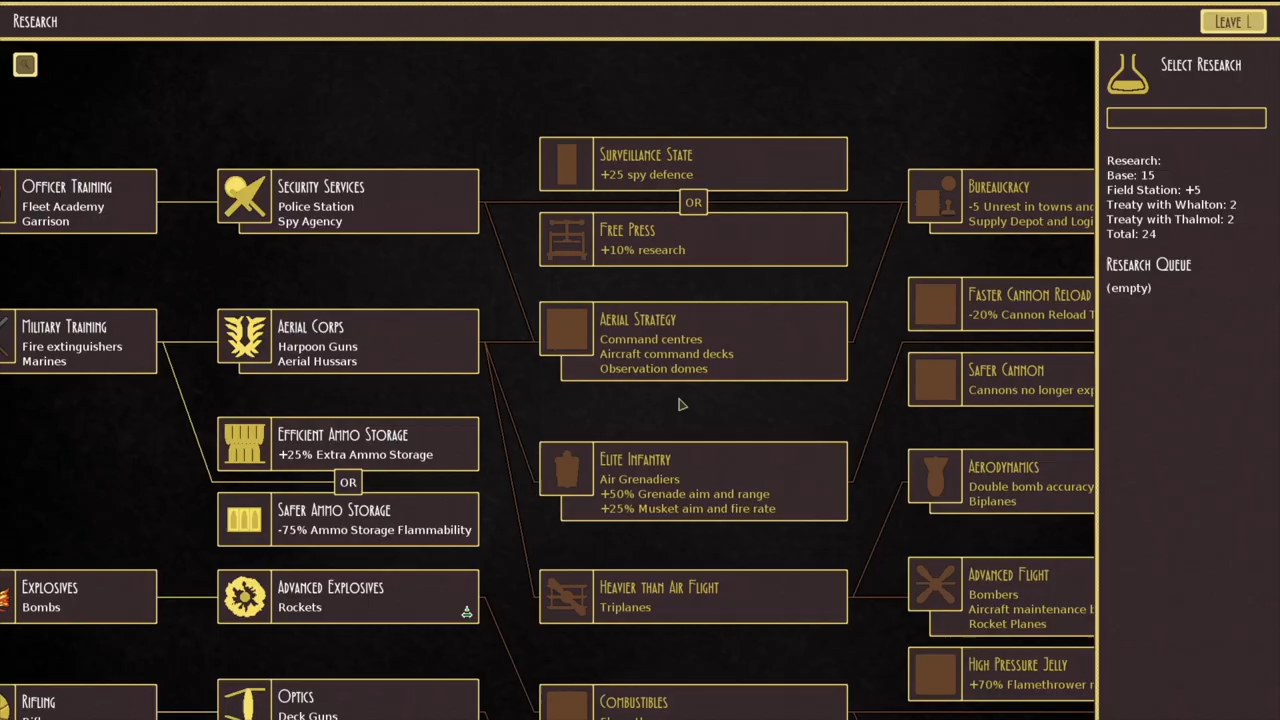 Research
Leave L
Select Research
Research:
Base: 15
Field Station: +5
Treaty with Whalton: 2
Treaty with Thalmol: 2
Total: 24
Research Queue
(empty)
Officer Training
Fleet Academy
Garrison
Security Services
Police Station
Spy Agency
Surveillance State
+25 spy defence
OR
Free Press
+10% research
Bureaucracy
-5 Unrest in towns and
Supply Depot and Logi
Military Training
Fire extinguishers
Marines
Aerial Corps
Harpoon Guns
Aerial Hussars
Aerial Strategy
Command centres
Aircraft command decks
Observation domes
Faster Cannon Reload
-20% Cannon Reload T
Safer Cannon
Cannons no longer exp
Efficient Ammo Storage
+25% Extra Ammo Storage
OR
Safer Ammo Storage
-75% Ammo Storage Flammability
Elite Infantry
Air Grenadiers
+50% Grenade aim and range
+25% Musket aim and fire rate
Aerodynamics
Double bomb accuracy
Biplanes
Explosives
Bombs
Advanced Explosives
Rockets
Heavier than Air Flight
Triplanes
Advanced Flight
Bombers
Aircraft maintenance b
Rocket Planes
High Pressure Jelly
+70% Flamethrower r
Rifling
Optics
Deck Guns
Combustibles